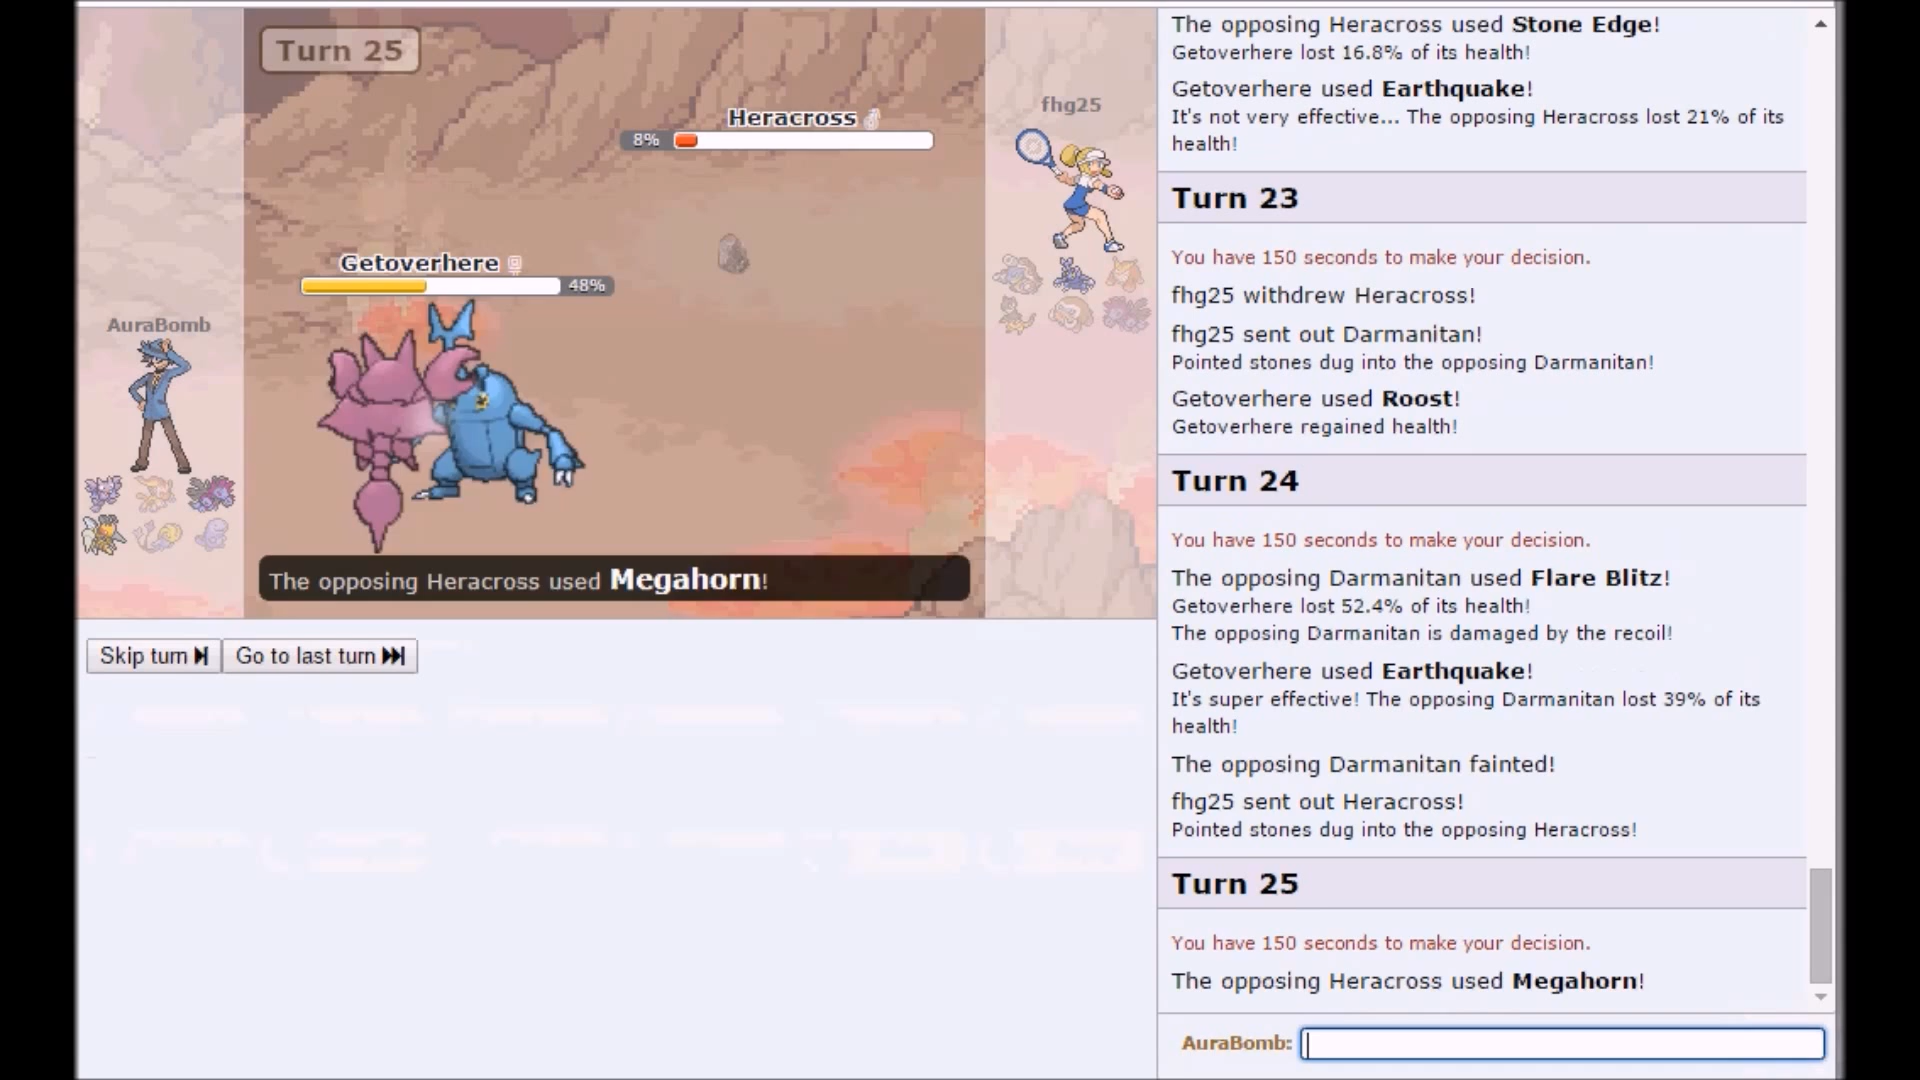 Turn 25
Heracross
8%
fhg25
Getoverhere
48%
AuraBomb
The opposing Heracross used Megahorn!
Skip turn
Go to last turn
The opposing Heracross used Stone Edge!
Getoverhere lost 16.8% of its health!
Getoverhere used Earthquake!
It's not very effective... The opposing Heracross lost 21% of its
health!
Turn 23
You have 150 seconds to make your decision.
fhg25 withdrew Heracross!
fhg25 sent out Darmanitan!
Pointed stones dug into the opposing Darmanitan!
Getoverhere used Roost!
Getoverhere regained health!
Turn 24
You have 150 seconds to make your decision.
The opposing Darmanitan used Flare Blitz!
Getoverhere lost 52.4% of its health!
The opposing Darmanitan is damaged by the recoil!
Getoverhere used Earthquake!
It's super effective! The opposing Darmanitan lost 39% of its
health!
The opposing Darmanitan fainted!
fhg25 sent out Heracross!
Pointed stones dug into the opposing Heracross!
Turn 25
You have 150 seconds to make your decision.
The opposing Heracross used Megahorn!
AuraBomb: